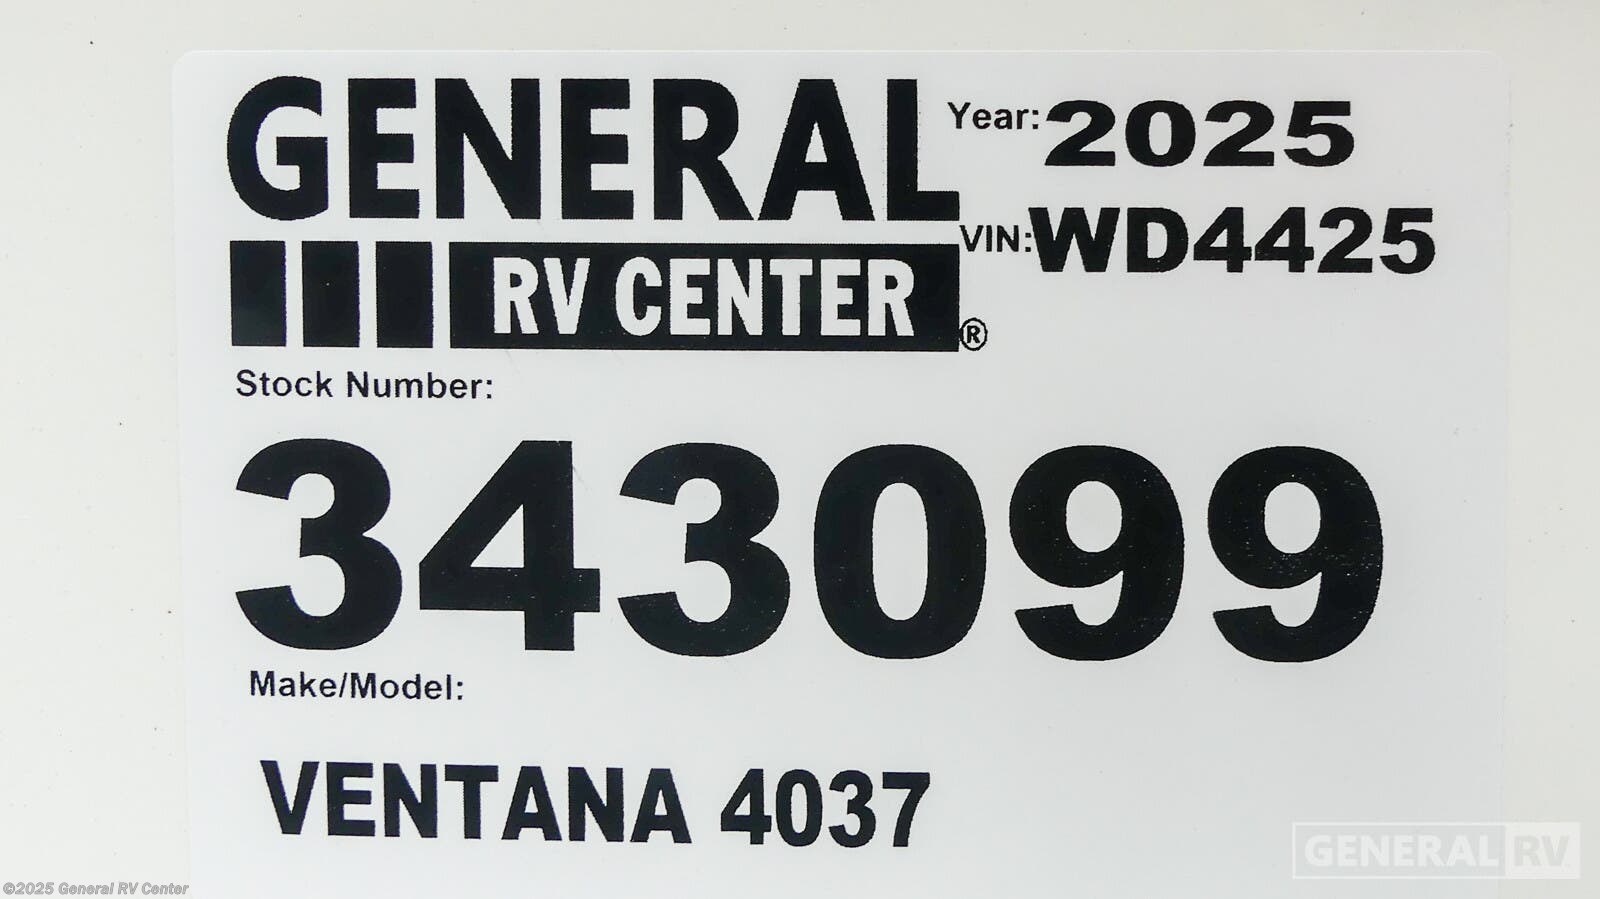 GENERAL
RV CENTER®
Year: 2025
VIN: WD4425
Stock Number:
343099
Make/Model:
VENTANA 4037
GENERAL RV
©2025 General RV Center